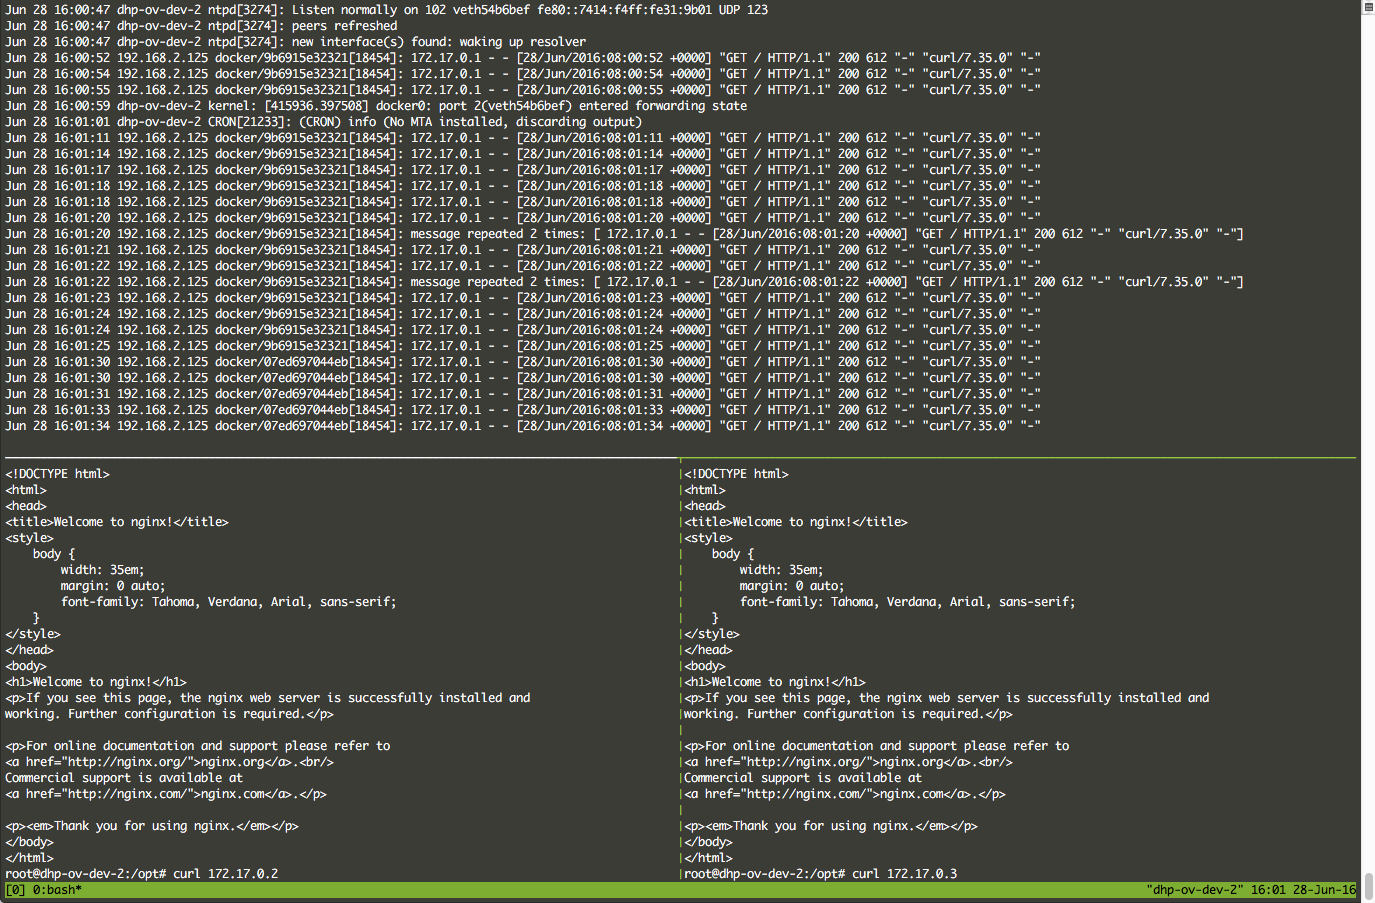 Jun 28 16:00:47 dhp-ov-dev-2 ntpd[3274]: Listen normally on 102 veth54b6bef fe80::7414:f4ff:fe31:9b01 UDP 123
Jun 28 16:00:47 dhp-ov-dev-2 ntpd[3274]: peers refreshed
Jun 28 16:00:47 dhp-ov-dev-2 ntpd[3274]: new interface(s) found: waking up resolver
Jun 28 16:00:52 192.168.2.125 docker/9b6915e32321[18454]: 172.17.0.1 - - [28/Jun/2016:08:00:52 +0000] "GET / HTTP/1.1" 200 612 "-" "curl/7.35.0" "-"
Jun 28 16:00:54 192.168.2.125 docker/9b6915e32321[18454]: 172.17.0.1 - - [28/Jun/2016:08:00:54 +0000] "GET / HTTP/1.1" 200 612 "-" "curl/7.35.0" "-"
Jun 28 16:00:55 192.168.2.125 docker/9b6915e32321[18454]: 172.17.0.1 - - [28/Jun/2016:08:00:55 +0000] "GET / HTTP/1.1" 200 612 "-" "curl/7.35.0" "-"
Jun 28 16:00:59 dhp-ov-dev-2 kernel: [415936.397508] docker0: port 2(veth54b6bef) entered forwarding state
Jun 28 16:01:01 dhp-ov-dev-2 CRON[21233]: (CRON) info (No MTA installed, discarding output)
Jun 28 16:01:11 192.168.2.125 docker/9b6915e32321[18454]: 172.17.0.1 - - [28/Jun/2016:08:01:11 +0000] "GET / HTTP/1.1" 200 612 "-" "curl/7.35.0" "-"
Jun 28 16:01:14 192.168.2.125 docker/9b6915e32321[18454]: 172.17.0.1 - - [28/Jun/2016:08:01:14 +0000] "GET / HTTP/1.1" 200 612 "-" "curl/7.35.0" "-"
Jun 28 16:01:17 192.168.2.125 docker/9b6915e32321[18454]: 172.17.0.1 - - [28/Jun/2016:08:01:17 +0000] "GET / HTTP/1.1" 200 612 "-" "curl/7.35.0" "-"
Jun 28 16:01:18 192.168.2.125 docker/9b6915e32321[18454]: 172.17.0.1 - - [28/Jun/2016:08:01:18 +0000] "GET / HTTP/1.1" 200 612 "-" "curl/7.35.0" "-"
Jun 28 16:01:18 192.168.2.125 docker/9b6915e32321[18454]: 172.17.0.1 - - [28/Jun/2016:08:01:18 +0000] "GET / HTTP/1.1" 200 612 "-" "curl/7.35.0" "-"
Jun 28 16:01:20 192.168.2.125 docker/9b6915e32321[18454]: 172.17.0.1 - - [28/Jun/2016:08:01:20 +0000] "GET / HTTP/1.1" 200 612 "-" "curl/7.35.0" "-"
Jun 28 16:01:20 192.168.2.125 docker/9b6915e32321[18454]: message repeated 2 times: [ 172.17.0.1 - - [28/Jun/2016:08:01:20 +0000] "GET / HTTP/1.1" 200 612 "-" "curl/7.35.0" "-"]
Jun 28 16:01:21 192.168.2.125 docker/9b6915e32321[18454]: 172.17.0.1 - - [28/Jun/2016:08:01:21 +0000] "GET / HTTP/1.1" 200 612 "-" "curl/7.35.0" "-"
Jun 28 16:01:22 192.168.2.125 docker/9b6915e32321[18454]: 172.17.0.1 - - [28/Jun/2016:08:01:22 +0000] "GET / HTTP/1.1" 200 612 "-" "curl/7.35.0" "-"
Jun 28 16:01:22 192.168.2.125 docker/9b6915e32321[18454]: message repeated 2 times: [ 172.17.0.1 - - [28/Jun/2016:08:01:22 +0000] "GET / HTTP/1.1" 200 612 "-" "curl/7.35.0" "-"]
Jun 28 16:01:23 192.168.2.125 docker/9b6915e32321[18454]: 172.17.0.1 - - [28/Jun/2016:08:01:23 +0000] "GET / HTTP/1.1" 200 612 "-" "curl/7.35.0" "-"
Jun 28 16:01:24 192.168.2.125 docker/9b6915e32321[18454]: 172.17.0.1 - - [28/Jun/2016:08:01:24 +0000] "GET / HTTP/1.1" 200 612 "-" "curl/7.35.0" "-"
Jun 28 16:01:24 192.168.2.125 docker/9b6915e32321[18454]: 172.17.0.1 - - [28/Jun/2016:08:01:24 +0000] "GET / HTTP/1.1" 200 612 "-" "curl/7.35.0" "-"
Jun 28 16:01:25 192.168.2.125 docker/9b6915e32321[18454]: 172.17.0.1 - - [28/Jun/2016:08:01:25 +0000] "GET / HTTP/1.1" 200 612 "-" "curl/7.35.0" "-"
Jun 28 16:01:30 192.168.2.125 docker/07ed697044eb[18454]: 172.17.0.1 - - [28/Jun/2016:08:01:30 +0000] "GET / HTTP/1.1" 200 612 "-" "curl/7.35.0" "-"
Jun 28 16:01:30 192.168.2.125 docker/07ed697044eb[18454]: 172.17.0.1 - - [28/Jun/2016:08:01:30 +0000] "GET / HTTP/1.1" 200 612 "-" "curl/7.35.0" "-"
Jun 28 16:01:31 192.168.2.125 docker/07ed697044eb[18454]: 172.17.0.1 - - [28/Jun/2016:08:01:31 +0000] "GET / HTTP/1.1" 200 612 "-" "curl/7.35.0" "-"
Jun 28 16:01:33 192.168.2.125 docker/07ed697044eb[18454]: 172.17.0.1 - - [28/Jun/2016:08:01:33 +0000] "GET / HTTP/1.1" 200 612 "-" "curl/7.35.0" "-"
Jun 28 16:01:34 192.168.2.125 docker/07ed697044eb[18454]: 172.17.0.1 - - [28/Jun/2016:08:01:34 +0000] "GET / HTTP/1.1" 200 612 "-" "curl/7.35.0" "-"
<!DOCTYPE html>
<html>
<head>
<title>Welcome to nginx!</title>
<style>
    body {
        width: 35em;
        margin: 0 auto;
        font-family: Tahoma, Verdana, Arial, sans-serif;
    }
</style>
</head>
<body>
<h1>Welcome to nginx!</h1>
<p>If you see this page, the nginx web server is successfully installed and
working. Further configuration is required.</p>
<p>For online documentation and support please refer to
<a href="http://nginx.org/">nginx.org</a>.<br/>
Commercial support is available at
<a href="http://nginx.com/">nginx.com</a>.</p>
<p><em>Thank you for using nginx.</em></p>
</body>
</html>
root@dhp-ov-dev-2:/opt# curl 172.17.0.2
<!DOCTYPE html>
<html>
<head>
<title>Welcome to nginx!</title>
<style>
    body {
        width: 35em;
        margin: 0 auto;
        font-family: Tahoma, Verdana, Arial, sans-serif;
    }
</style>
</head>
<body>
<h1>Welcome to nginx!</h1>
<p>If you see this page, the nginx web server is successfully installed and
working. Further configuration is required.</p>
<p>For online documentation and support please refer to
<a href="http://nginx.org/">nginx.org</a>.<br/>
Commercial support is available at
<a href="http://nginx.com/">nginx.com</a>.</p>
<p><em>Thank you for using nginx.</em></p>
</body>
</html>
root@dhp-ov-dev-2:/opt# curl 172.17.0.3
[0] 0:bash* "dhp-ov-dev-2" 16:01 28-Jun-16